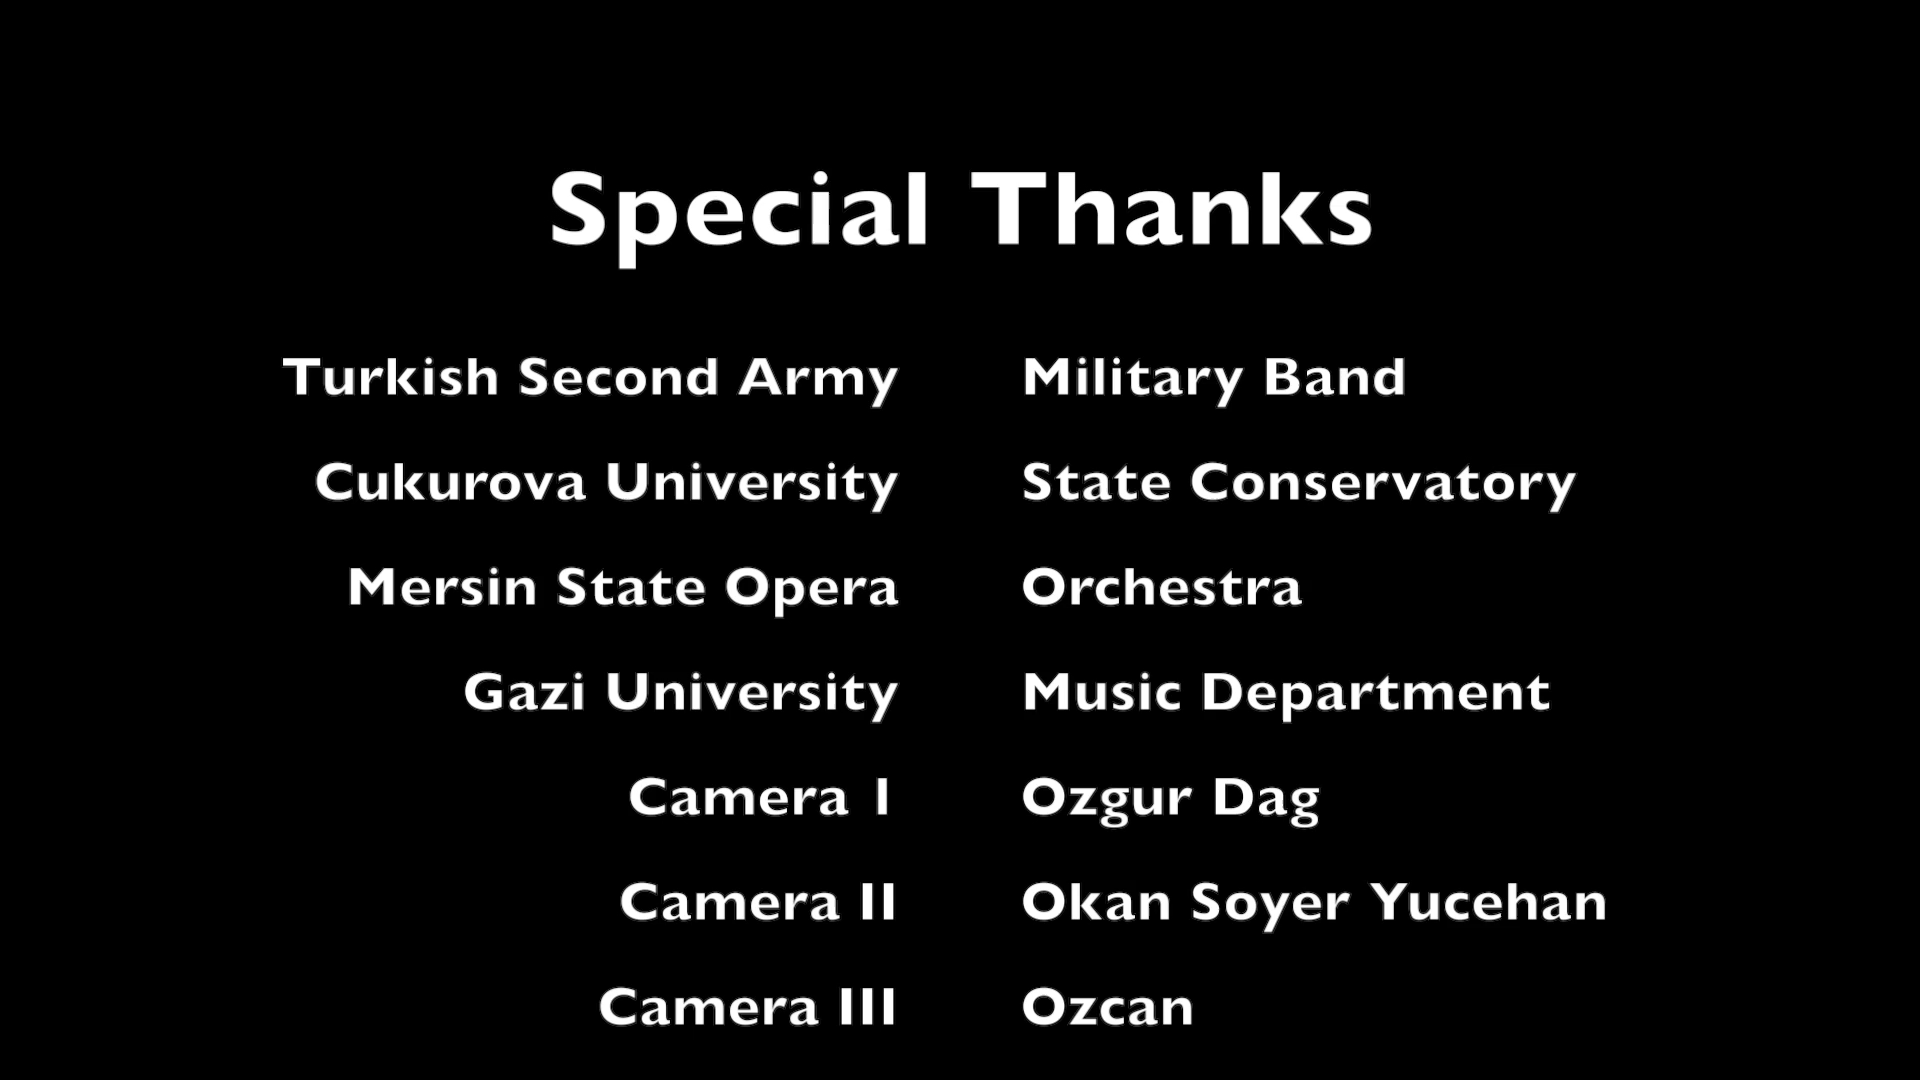 Special Thanks
Turkish Second Army Military Band
Cukurova University State Conservatory
Mersin State Opera Orchestra
Gazi University Music Department
Camera 1 Ozgur Dag
Camera II Okan Soyer Yucehan
Camera III Ozcan